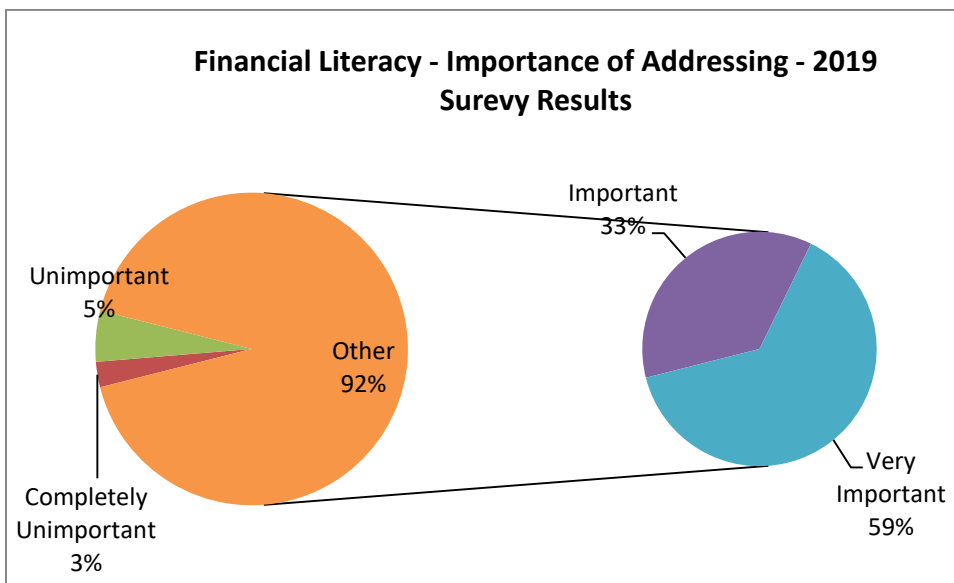 Financial Literacy - Importance of Addressing - 2019
Surevy Results
Important
33%
Unimportant
5%
Other
92%
Very
Important
59%
Completely
Unimportant
3%